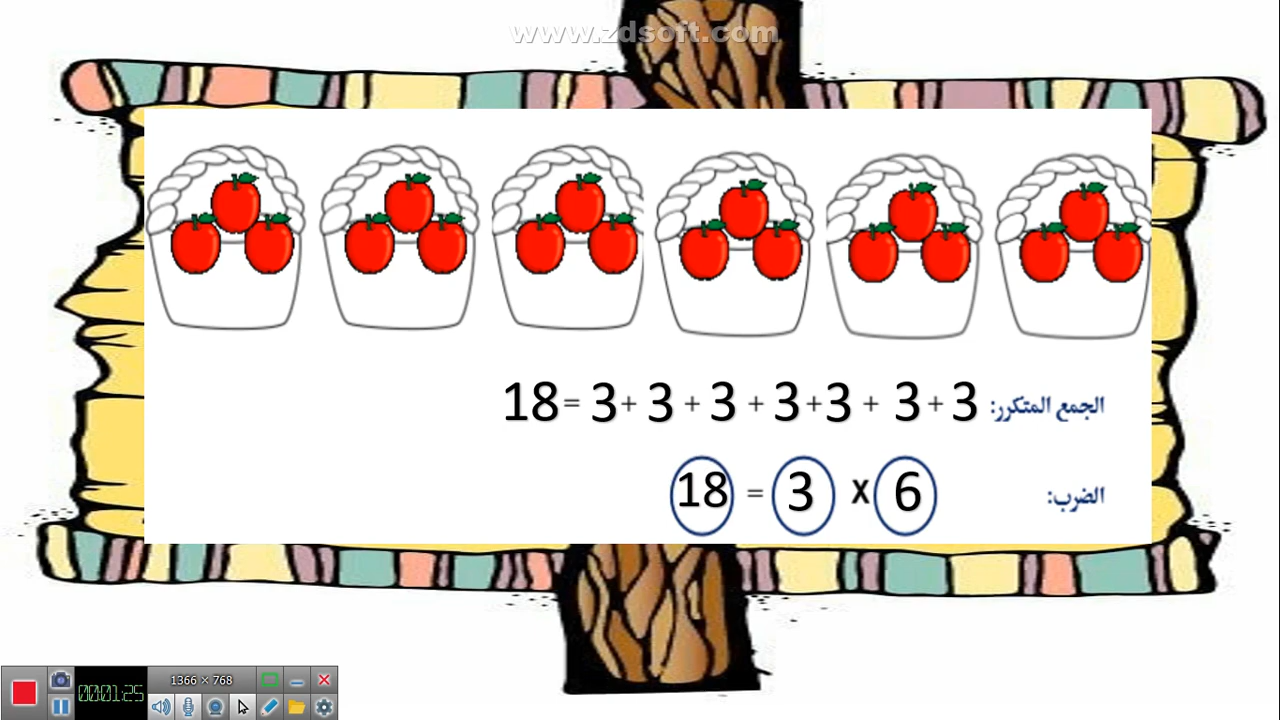 www.zdsoft.com
الجمع المتكرر: 3 + 3 + 3+3 + 3 + 3 +3 =18
الضرب: 6 X 3 = 18
1366 × 768
00:01:25